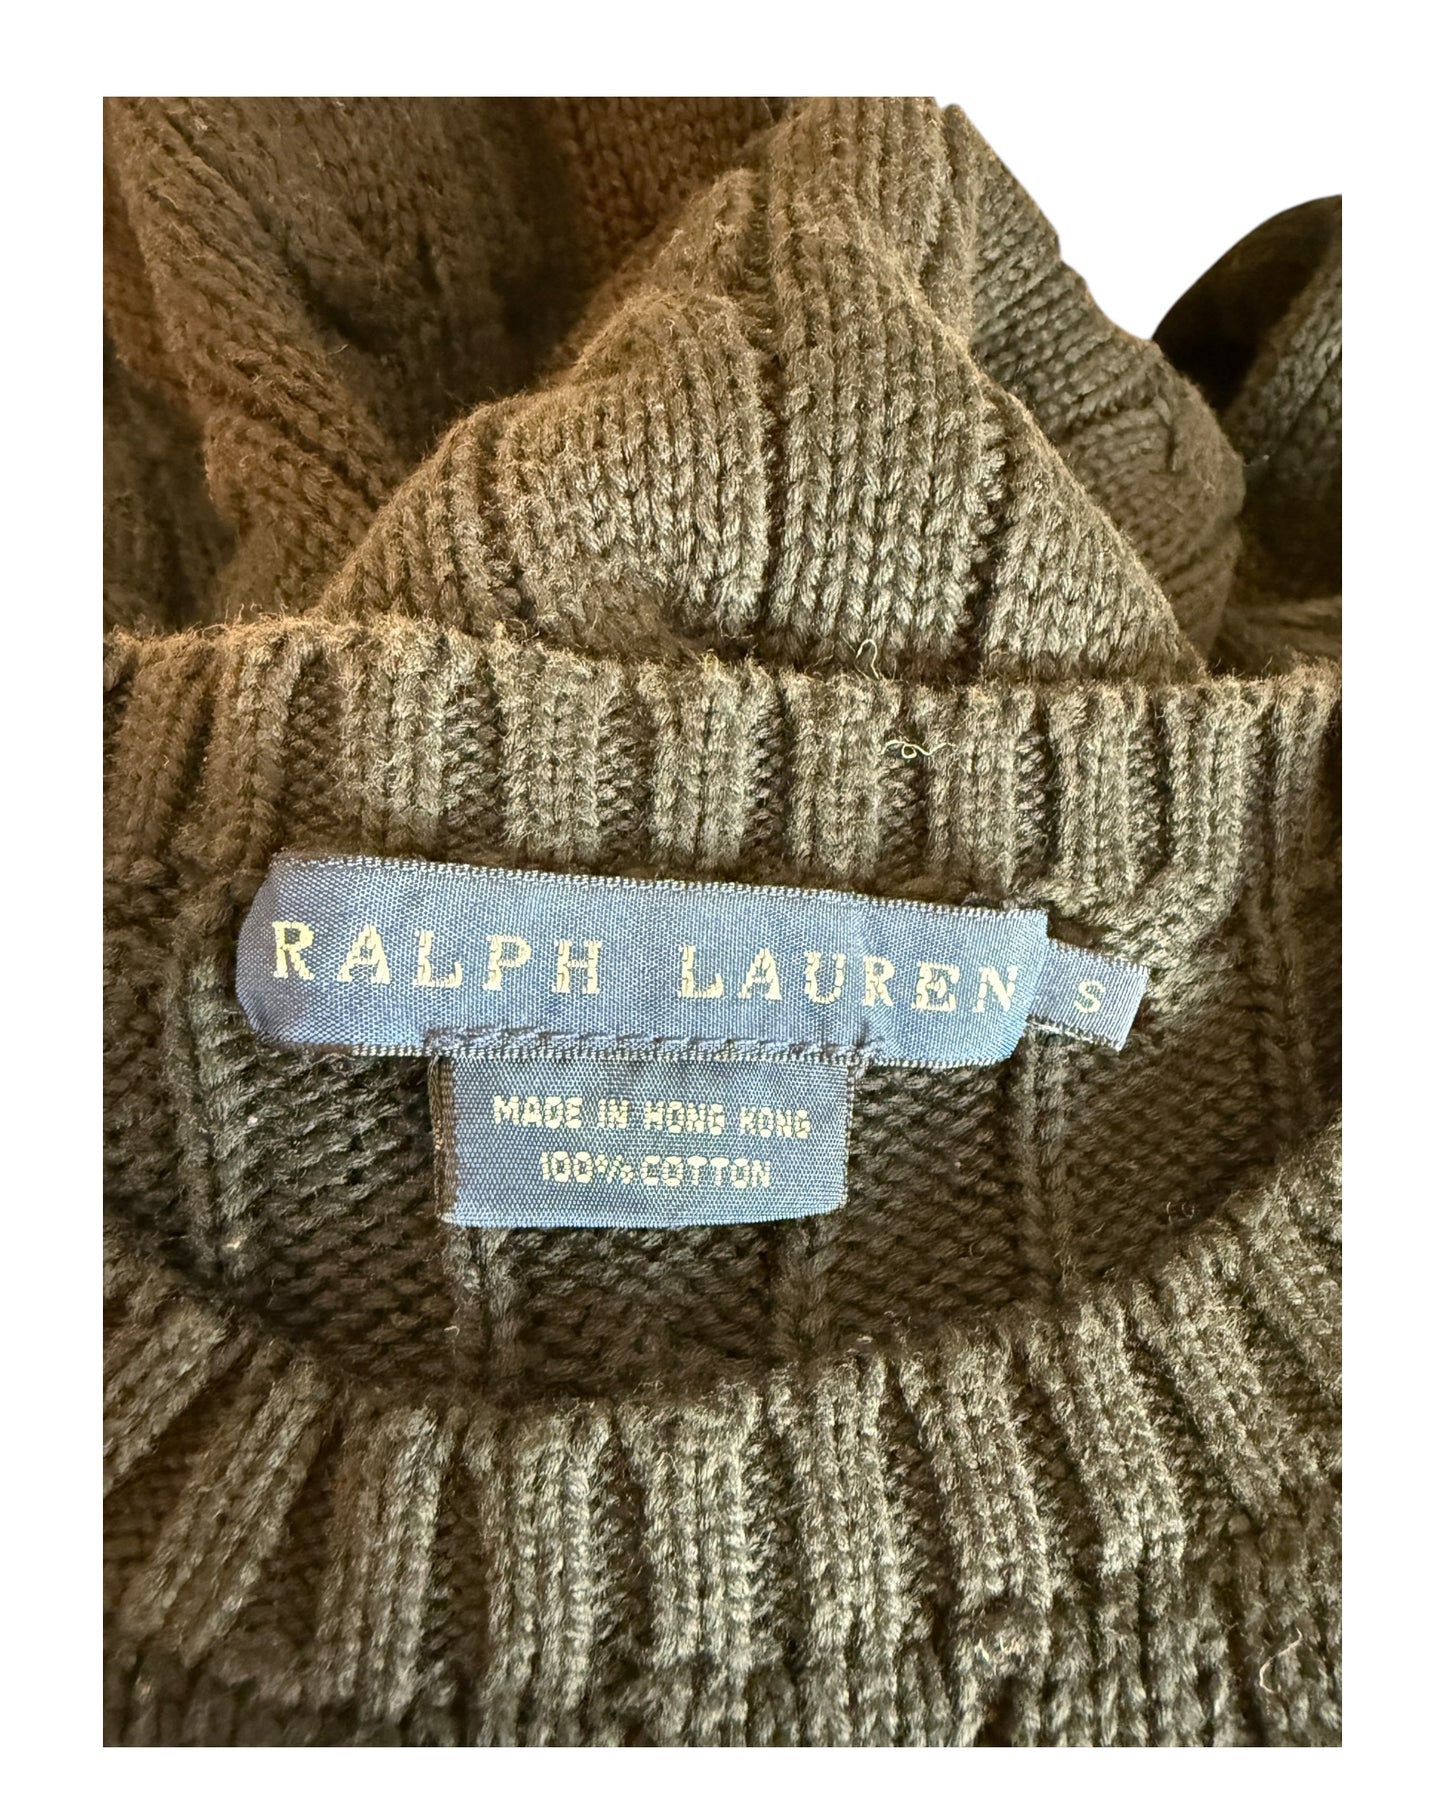 RALPH LAUREN
S
MADE IN HONG KONG
100% COTTON